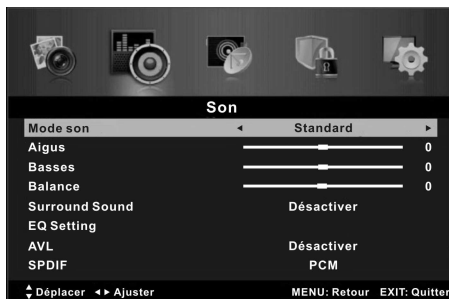 Son
Mode son ◄ Standard ►
Aigus 0
Basses 0
Balance 0
Surround Sound Désactiver
EQ Setting
AVL Désactiver
SPDIF PCM
Déplacer ◄► Ajuster MENU: Retour EXIT: Quitter